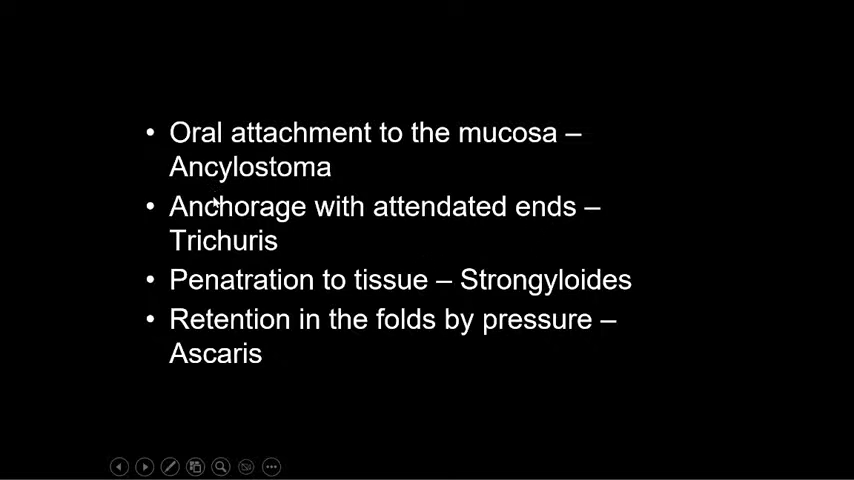 • Oral attachment to the mucosa –
Ancylostoma
• Anchorage with attendated ends –
Trichuris
• Penatration to tissue – Strongyloides
• Retention in the folds by pressure –
Ascaris